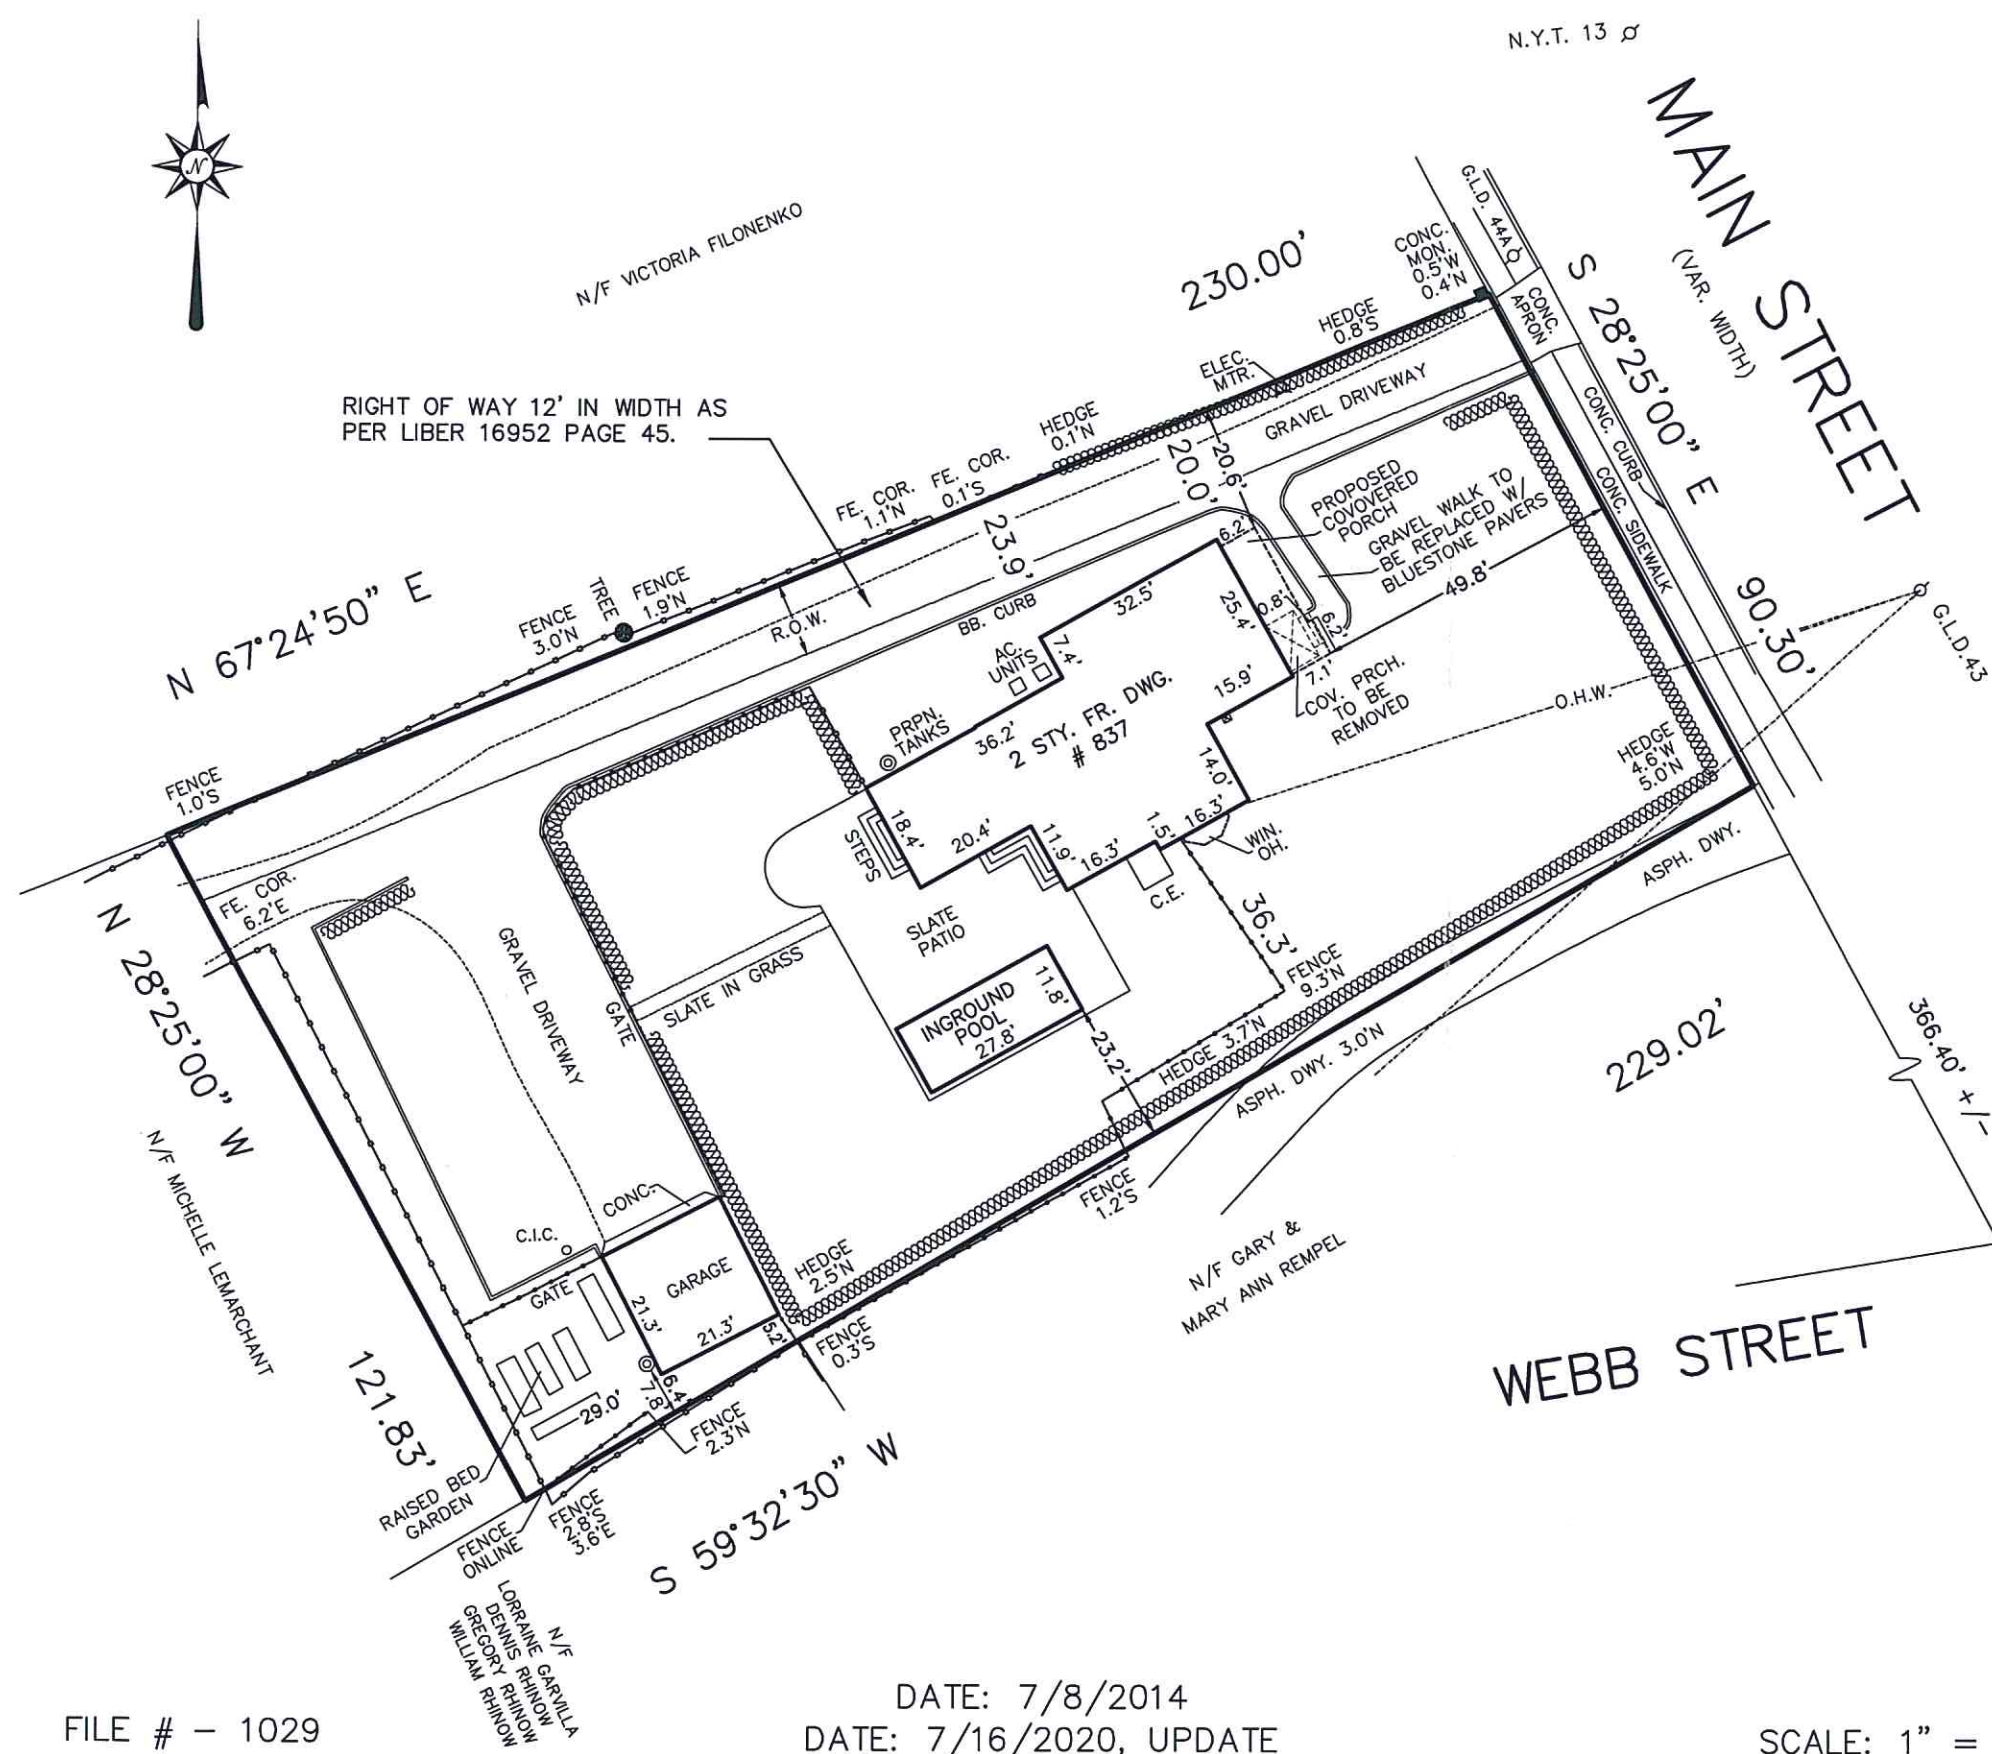 N.Y.T. 13
MAIN STREET
(VAR. WIDTH)
N
N/F VICTORIA FILONENKO
230.00'
CONC.
MON.
0.5'W
0.4'N
G.L.D. 44A
CONC.
APRON
S 28°25'00" E
90.30'
HEDGE
0.8'S
ELEC.
MTR.
HEDGE
0.1'N
GRAVEL DRIVEWAY
CONC. CURB
CONC. SIDEWALK
RIGHT OF WAY 12' IN WIDTH AS
PER LIBER 16952 PAGE 45.
FE. COR.
1.1'N
FE. COR.
0.1'S
20.0'
20.6'
23.9'
6.2'
PROPOSED
COVOVERED
PORCH
GRAVEL WALK TO
BE REPLACED W/
BLUESTONE PAVERS
49.8'
G.L.D.43
N 67°24'50" E
FENCE
3.0'N
TREE
FENCE
1.9'N
R.O.W.
BB. CURB
32.5'
25.4'
0.8'
6.2'
7.1'
COV. PRCH.
TO BE
REMOVED
AC.
UNITS
7.4'
15.9'
PRPN.
TANKS
36.2'
2 STY. FR. DWG.
# 837
14.0'
O.H.W.
HEDGE
4.6'W
5.0'N
FENCE
1.0'S
18.4'
STEPS
20.4'
11.9'
16.3'
1.5'
16.3'
WIN.
OH.
C.E.
ASPH. DWY.
FE. COR.
6.2'E
GRAVEL DRIVEWAY
SLATE
PATIO
36.3'
FENCE
9.3'N
SLATE IN GRASS
GATE
INGROUND
POOL
27.8'
11.8'
23.2'
HEDGE 3.7'N
ASPH. DWY. 3.0'N
229.02'
366.40' +/-
N 28°25'00" W
121.83'
N/F MICHELLE LEMARCHANT
FENCE
1.2'S
N/F GARY &
MARY ANN REMPEL
CONC.
C.I.C.
GATE
GARAGE
21.3'
21.3'
5.2'
HEDGE
2.5'N
FENCE
0.3'S
6.4'
7.8'
29.0'
FENCE
2.3'N
RAISED BED
GARDEN
FENCE
ONLINE
FENCE
2.8'S
3.6'E
S 59°32'30" W
WEBB STREET
N/F
LORRAINE GARVILLA
DENNIS RHINOW
GREGORY RHINOW
WILLIAM RHINOW
FILE # - 1029
DATE: 7/8/2014
DATE: 7/16/2020, UPDATE
SCALE: 1" =